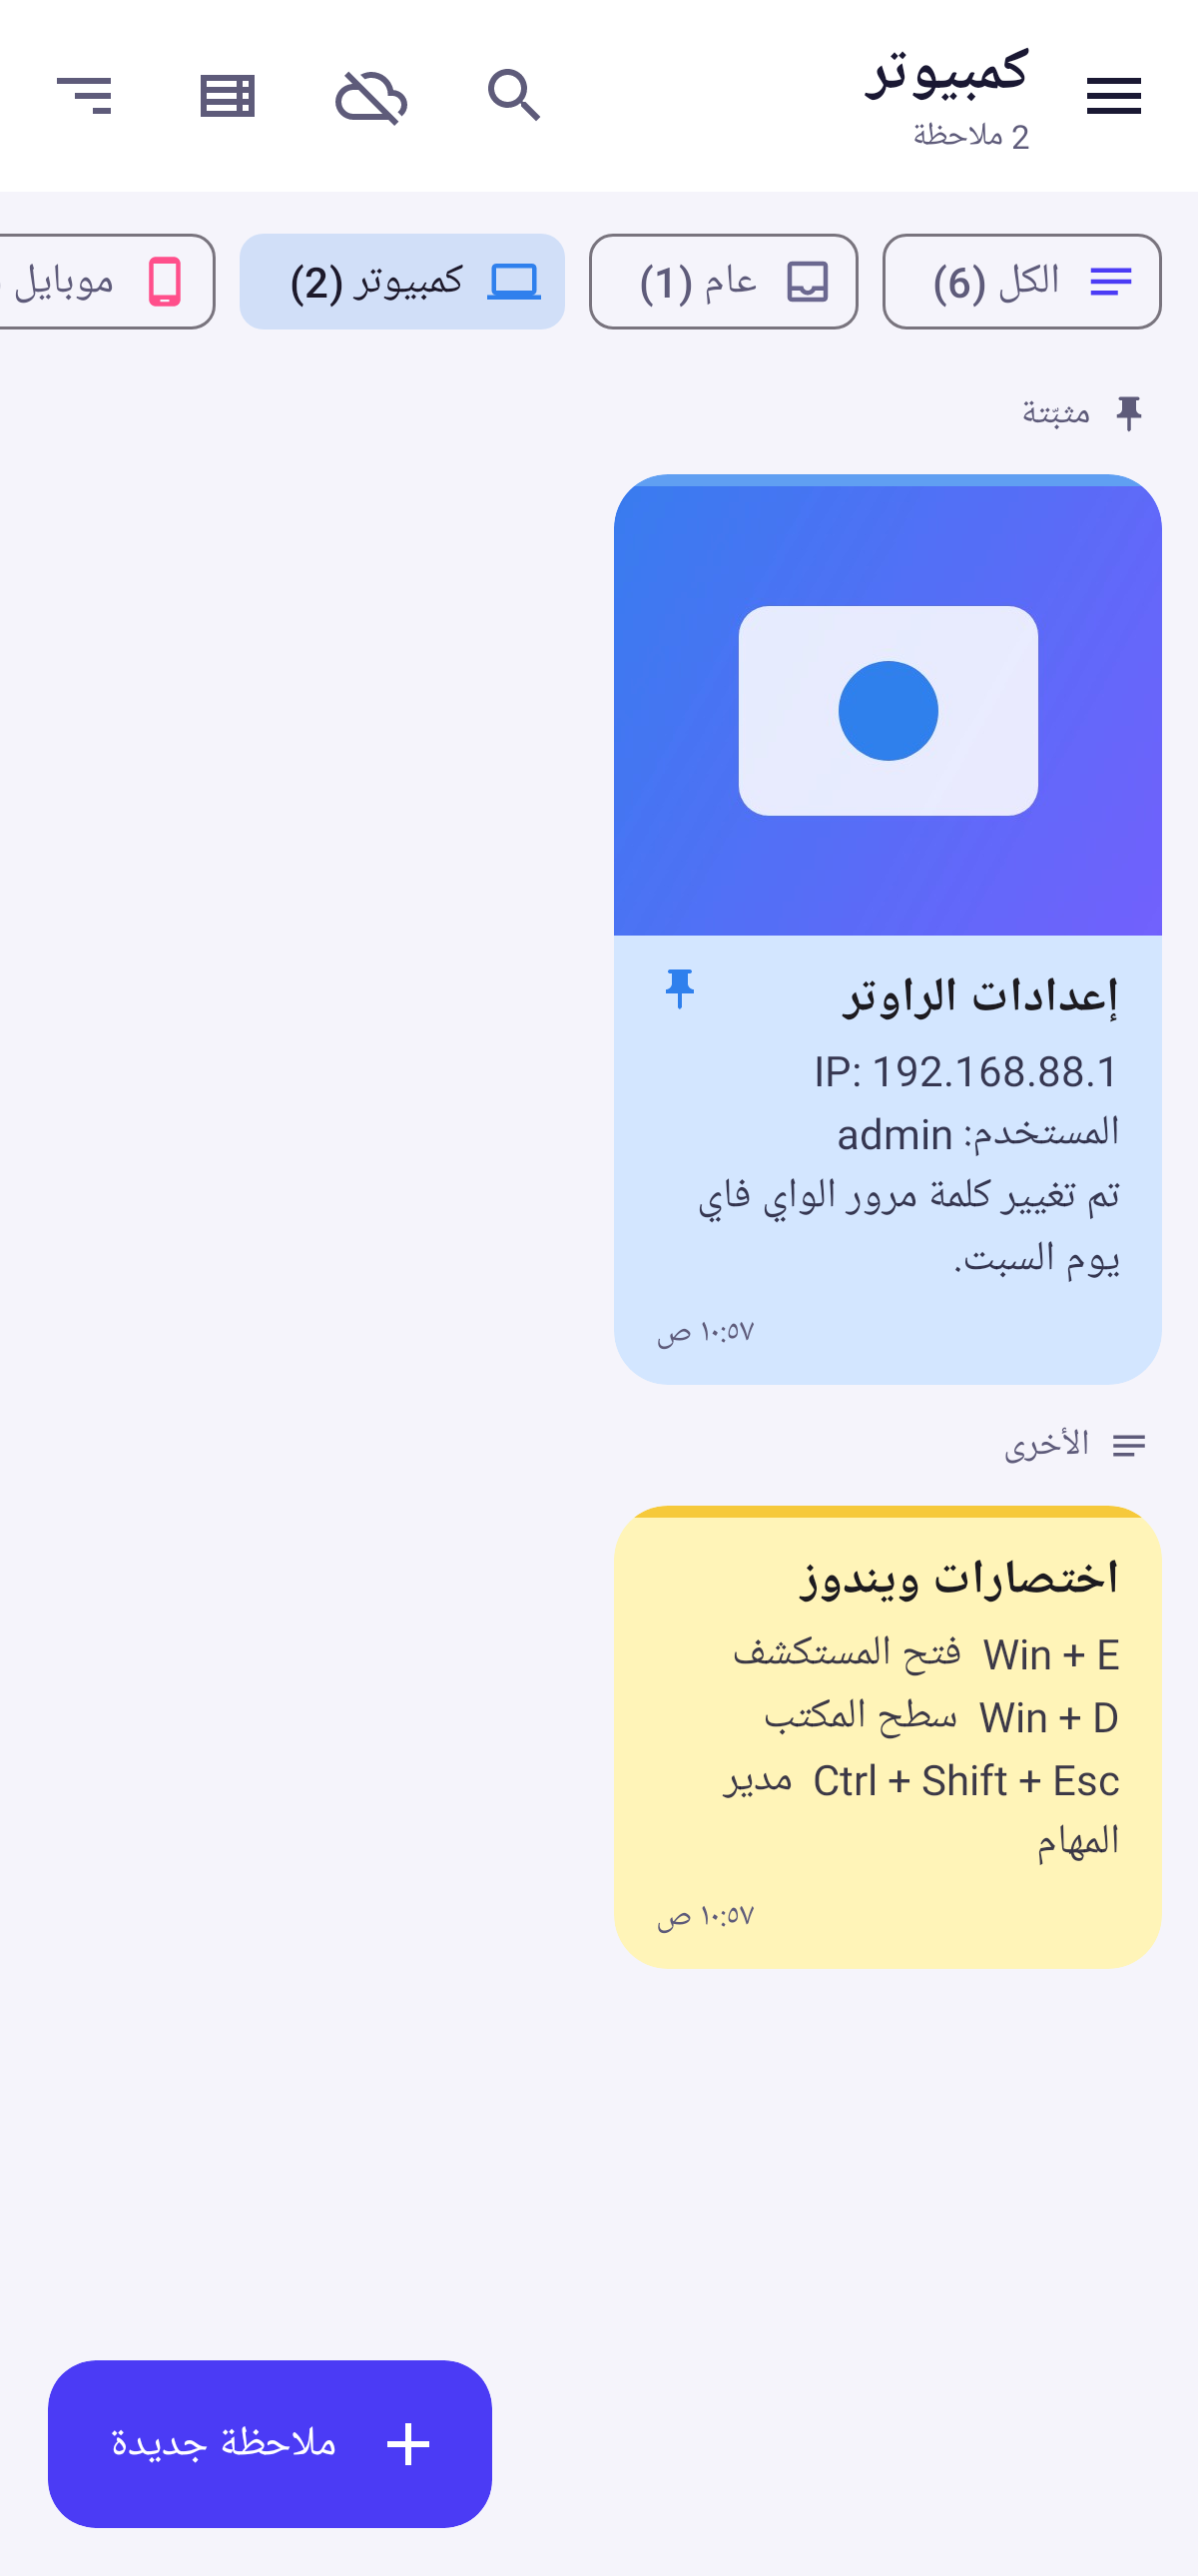 كمبيوتر
2 ملاحظة
الكل (6)
عام (1)
كمبيوتر (2)
موبايل
مثبّتة
إعدادات الراوتر
IP: 192.168.88.1
المستخدم: admin
تم تغيير كلمة مرور الواي فاي
يوم السبت.
١٠:٥٧ ص
الأخرى
اختصارات ويندوز
Win + E  فتح المستكشف
Win + D  سطح المكتب
Ctrl + Shift + Esc  مدير
المهام
١٠:٥٧ ص
ملاحظة جديدة